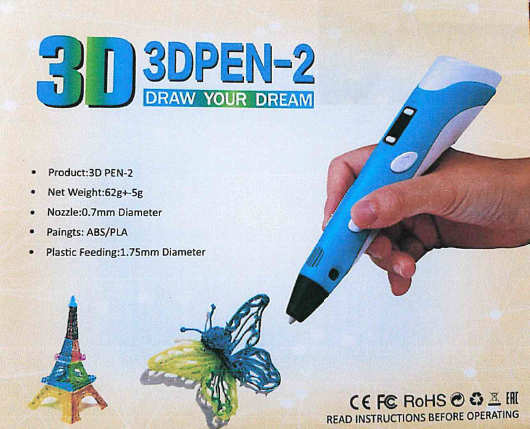 3D 3DPEN-2
DRAW YOUR DREAM
• Product:3D PEN-2
• Net Weight:62g+-5g
• Nozzle:0.7mm Diameter
• Paingts: ABS/PLA
• Plastic Feeding:1.75mm Diameter
CE FC RoHS EAC
READ INSTRUCTIONS BEFORE OPERATING